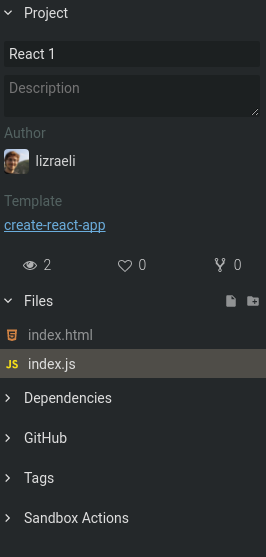 Project
React 1
Description
Author
lizraeli
Template
create-react-app
2 0 0
Files
index.html
JS index.js
Dependencies
GitHub
Tags
Sandbox Actions